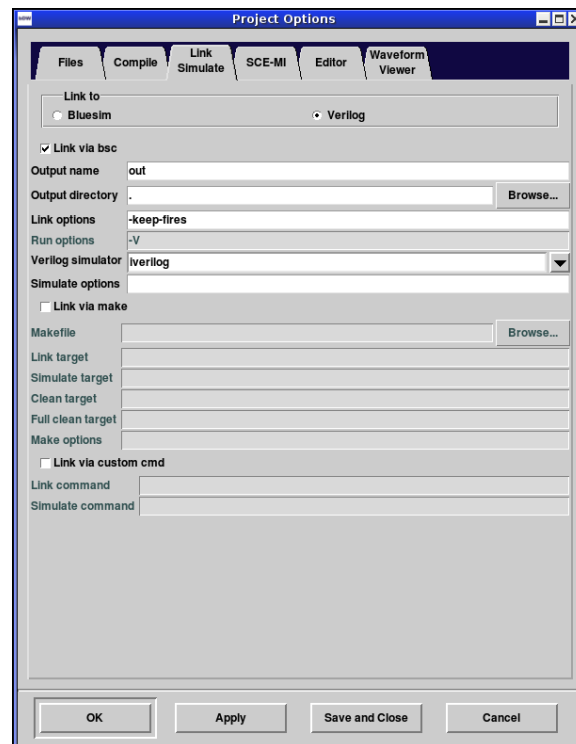 Project Options
Files Compile Link Simulate SCE-MI Editor Waveform Viewer
Link to
Bluesim Verilog
Link via bsc
Output name out
Output directory . Browse...
Link options -keep-fires
Run options -V
Verilog simulator iverilog
Simulate options
Link via make
Makefile Browse...
Link target
Simulate target
Clean target
Full clean target
Make options
Link via custom cmd
Link command
Simulate command
OK Apply Save and Close Cancel